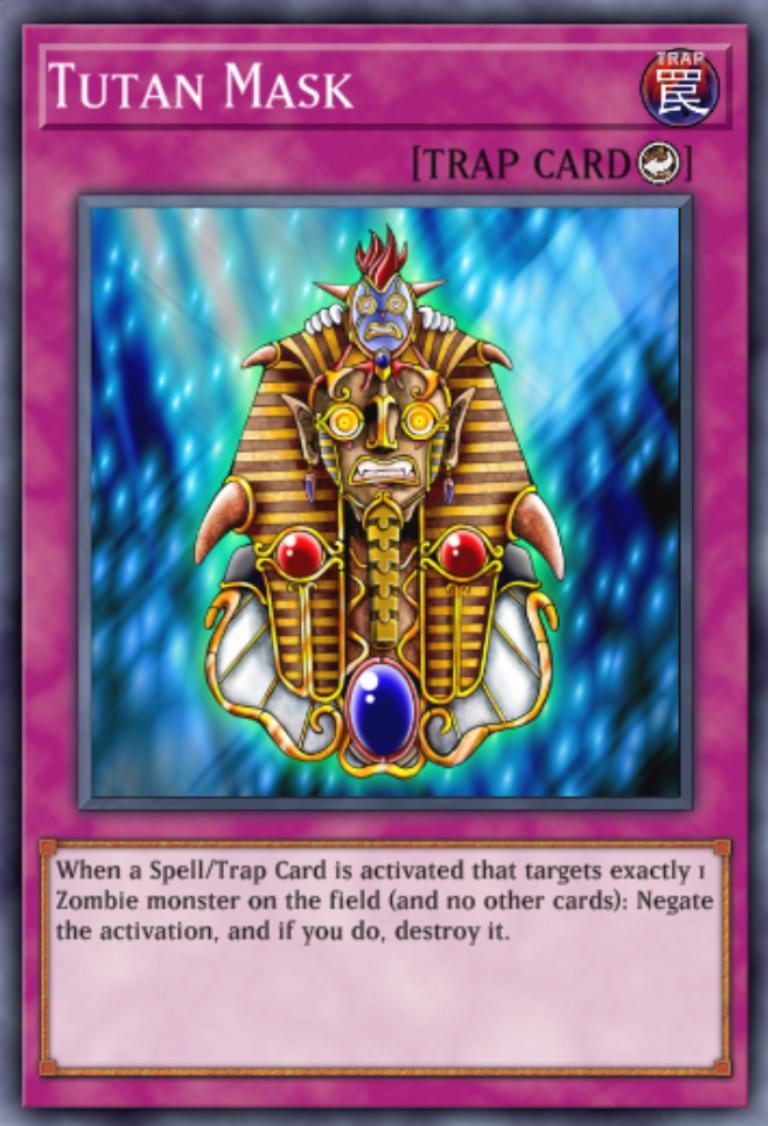 Tutan Mask
TRAP
罠
[TRAP CARD]
When a Spell/Trap Card is activated that targets exactly 1
Zombie monster on the field (and no other cards): Negate
the activation, and if you do, destroy it.